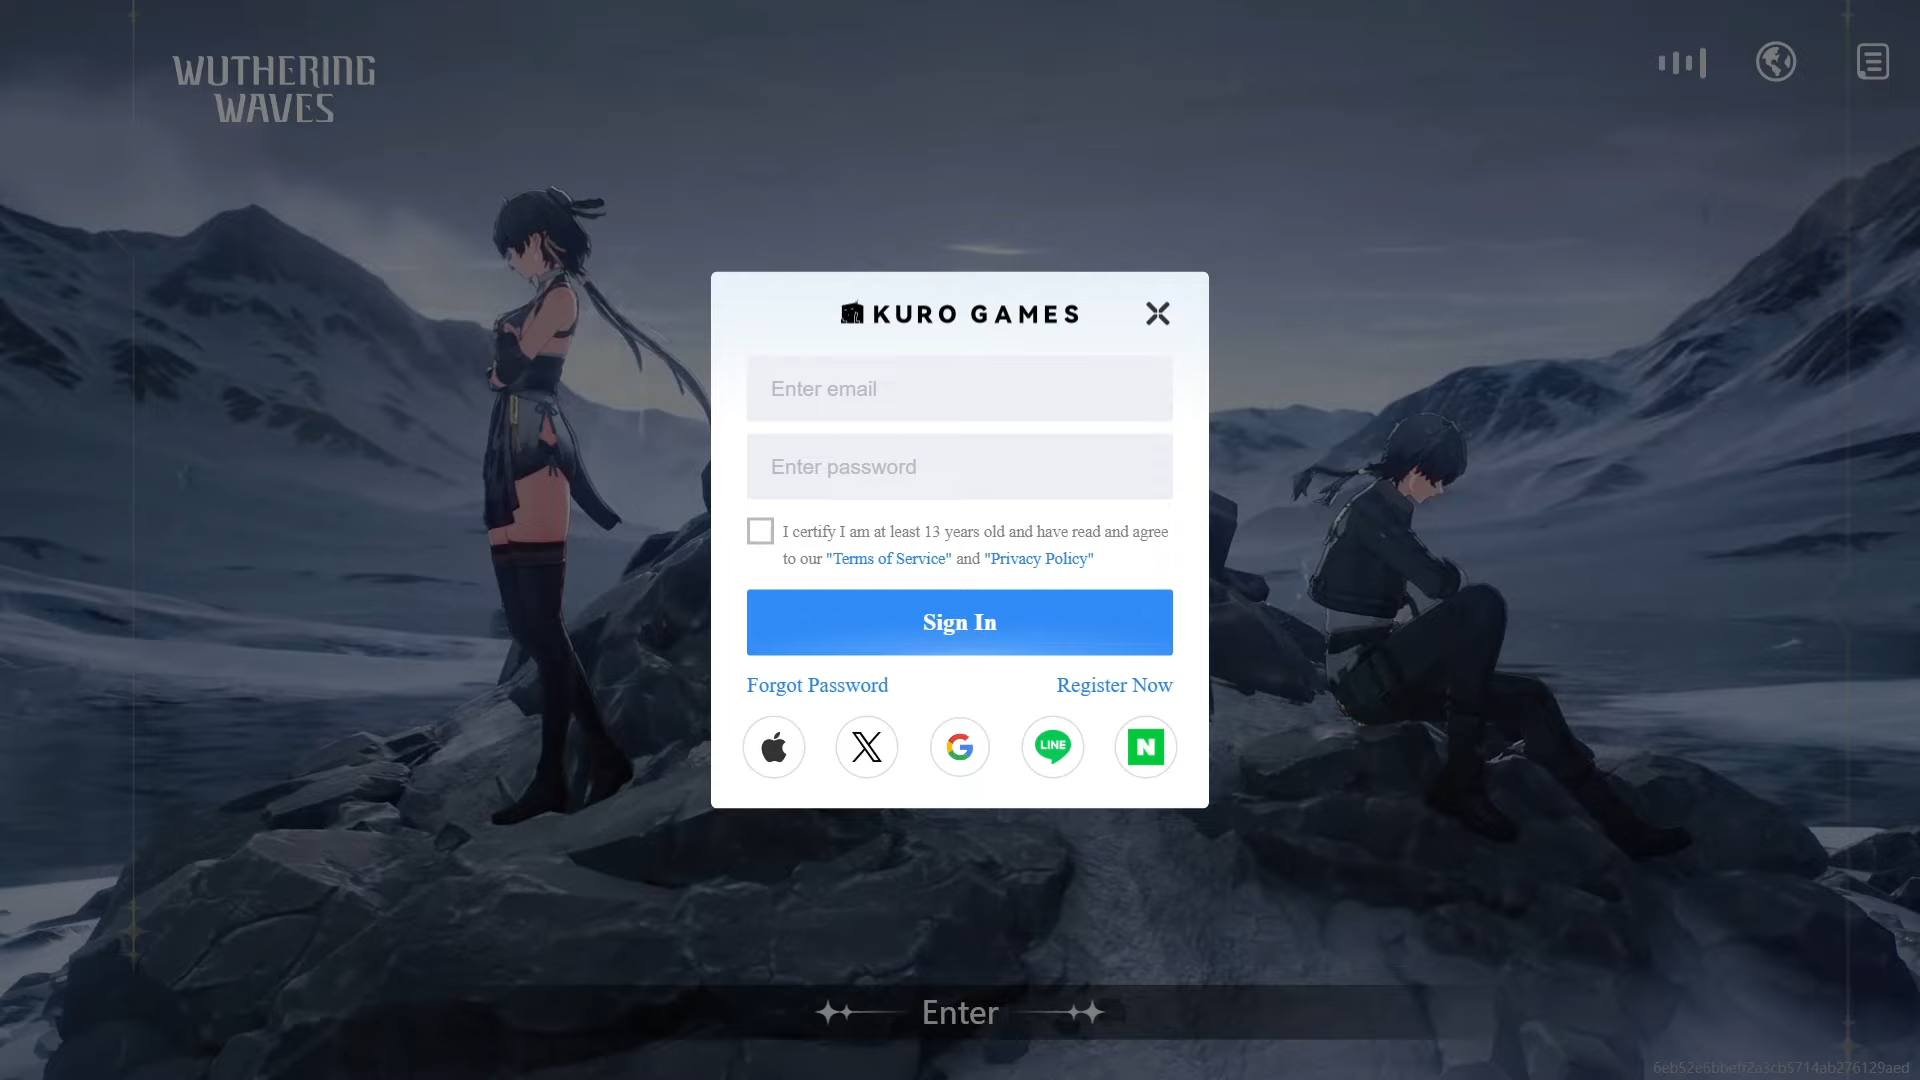 WUTHERING
WAVES
KURO GAMES
Enter email
Enter password
I certify I am at least 13 years old and have read and agree
to our "Terms of Service" and "Privacy Policy"
Sign In
Forgot Password
Register Now
LINE
N
Enter